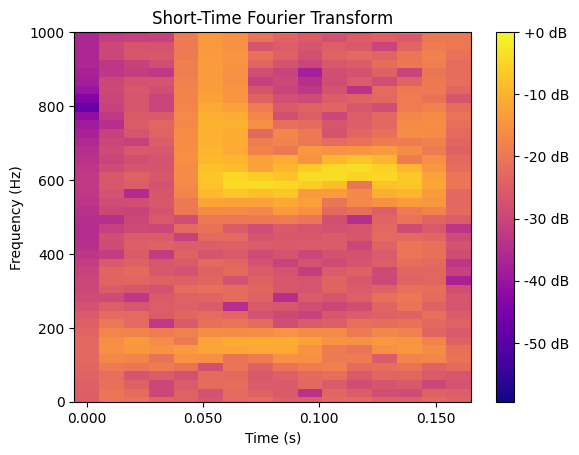 Short-Time Fourier Transform
1000
800
600
400
200
0
Frequency (Hz)
0.000
0.050
0.100
0.150
Time (s)
+0 dB
-10 dB
-20 dB
-30 dB
-40 dB
-50 dB